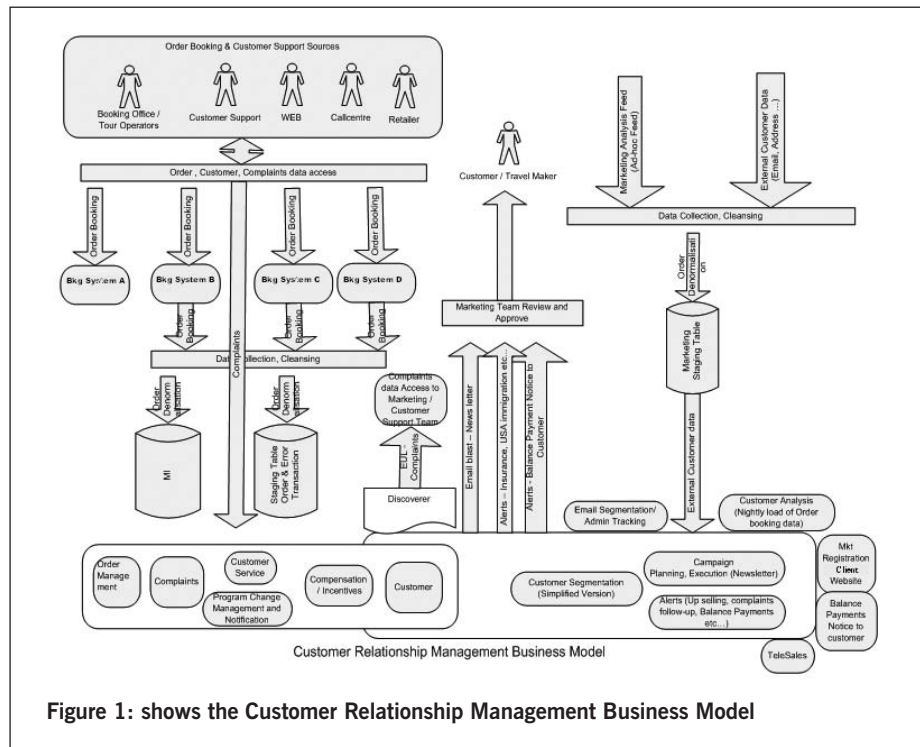 Order Booking & Customer Support Sources
Booking Office /
Tour Operators
Customer Support
WEB
Callcentre
Retailer
Order , Customer, Complaints data access
Order Booking
Order Booking
Order Booking
Order Booking
Bkg System A
Bkg System B
Bkg System C
Bkg System D
Order
Booking
Order
Booking
Order
Booking
Complaints
Data Collection, Cleansing
Order
Denorm
alisation
Order
Denorm
alisation
MI
Staging Table
Order & Error
Transaction
Complaints
data Access to
Marketing /
Customer
Support Team
EUL -
Complaints
Discoverer
Customer / Travel Maker
Marketing Team Review and
Approve
Email blast – News letter
Alerts – Insurance, USA immigration etc...
Alerts - Balance Payment Notice to
Customer
Marketing Analysis Feed
(Ad-hoc Feed)
External Customer Data
(Email, Address ...)
Data Collection, Cleansing
Order
Denormalisati
on
Marketing
Staging Table
External Customer data
Email Segmentation/
Admin Tracking
Customer Analysis
(Nightly load of Order
booking data)
Order
Manage
ment
Complaints
Customer
Service
Program Change
Management and
Notification
Compensation
/ Incentives
Customer
Customer Segmentation
(Simplified Version)
Campaign
Planning, Execution (Newsletter)
Alerts (Up selling, complaints
follow-up, Balance Payments
etc...)
Mkt
Registration
Client
Website
Balance
Payments
Notice to
customer
TeleSales
Customer Relationship Management Business Model
Figure 1: shows the Customer Relationship Management Business Model